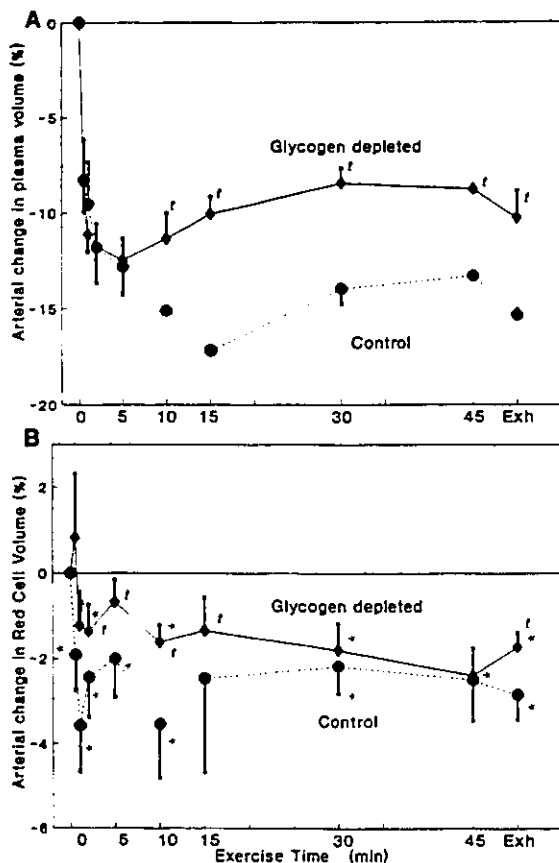 A
Arterial change in plasma volume (%)
0
-5
-10
-15
-20
Glycogen depleted
Control
t
t
t
t
t
0 5 10 15 30 45 Exh
B
Arterial change in Red Cell Volume (%)
2
0
-2
-4
-6
Glycogen depleted
Control
* * * * * * * * * * * *
t t t t t
0 5 10 15 30 45 Exh
Exercise Time (min)